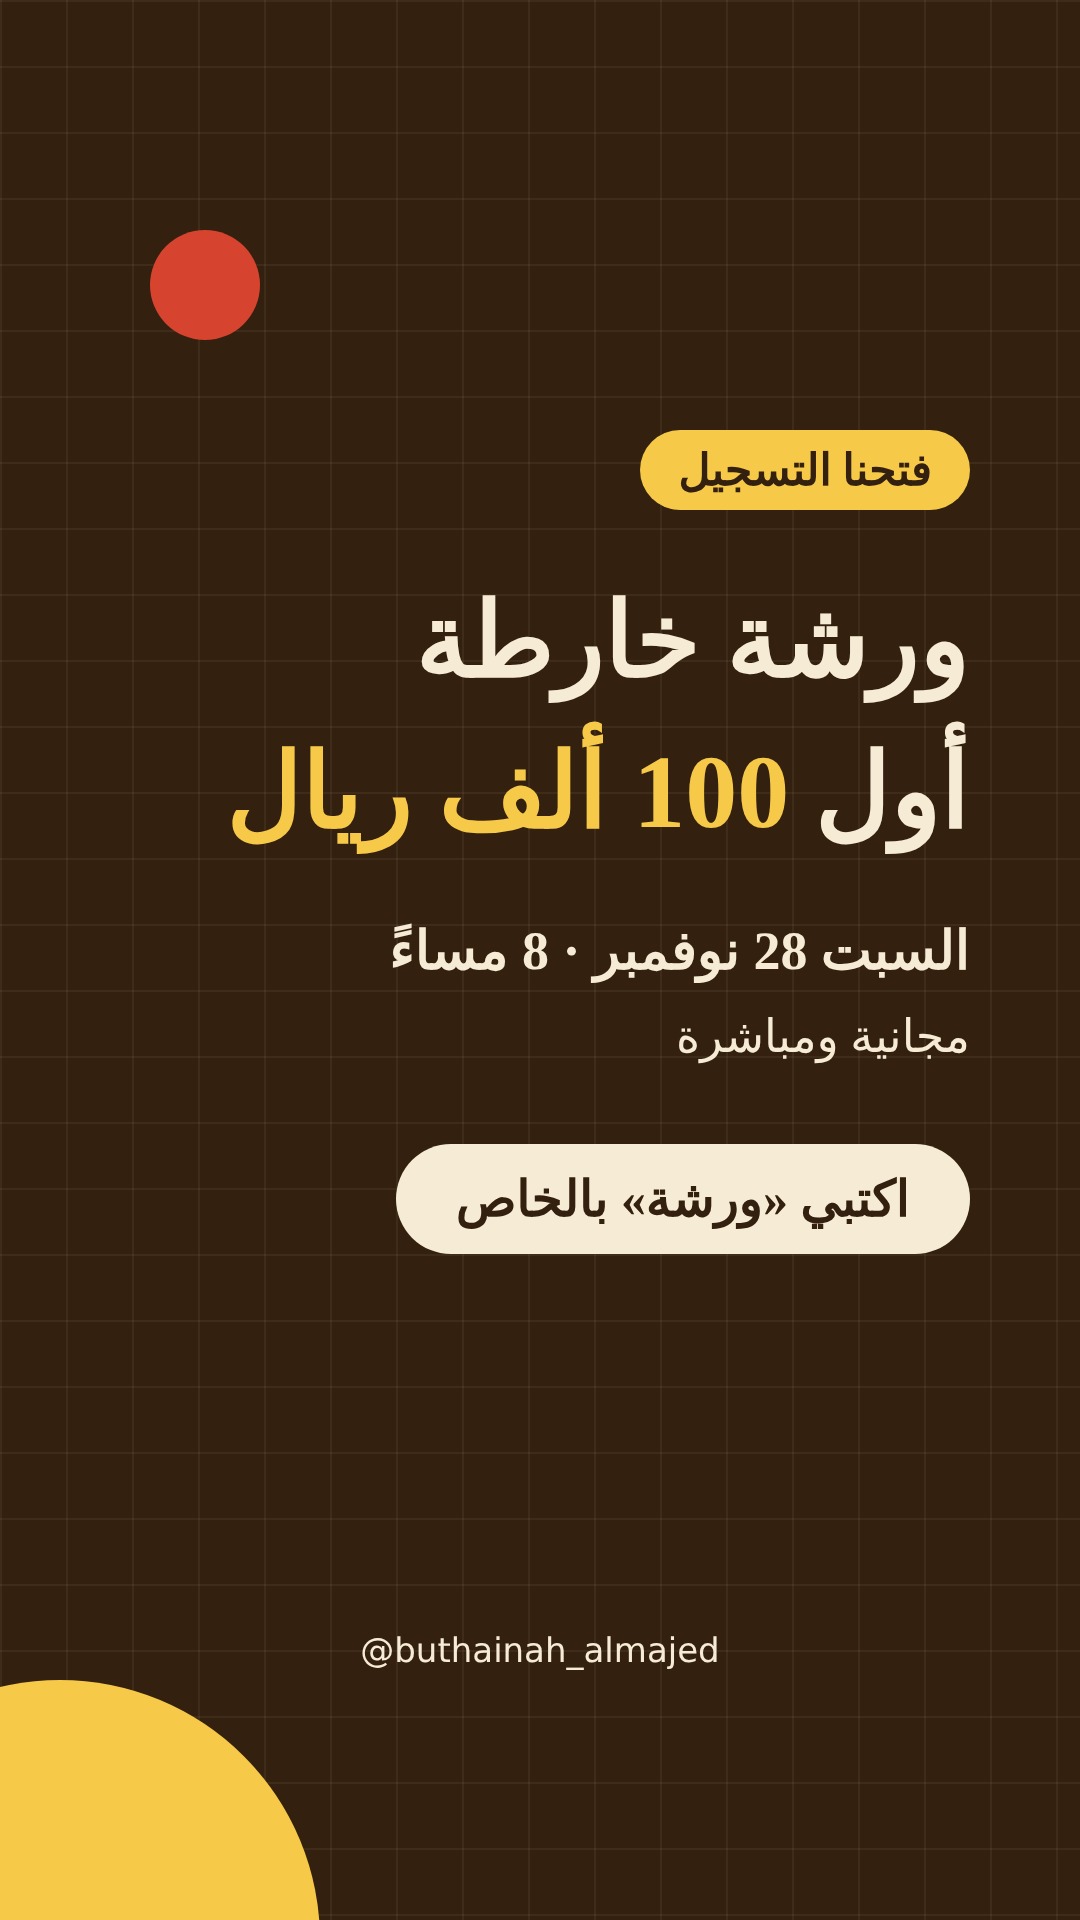 فتحنا التسجيل
ورشة خارطة
أول 100 ألف ريال
السبت 28 نوفمبر · 8 مساءً
مجانية ومباشرة
اكتبي «ورشة» بالخاص
@buthainah_almajed